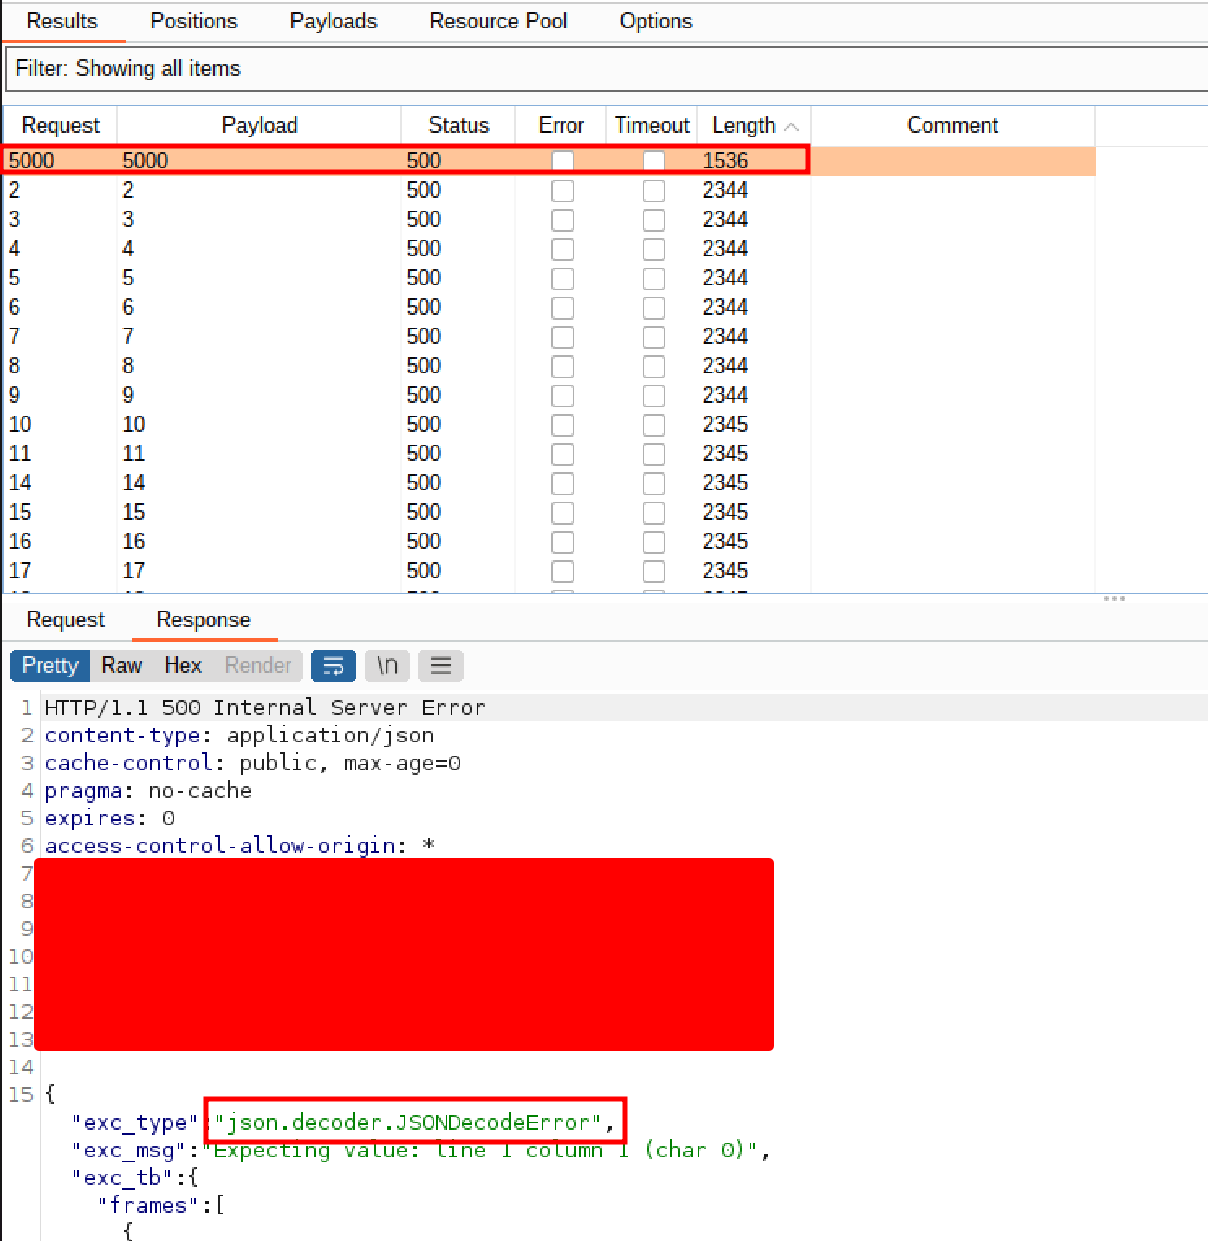 Results Positions Payloads Resource Pool Options
Filter: Showing all items
Request Payload Status Error Timeout Length Comment
5000 5000 500 1536
2 2 500 2344
3 3 500 2344
4 4 500 2344
5 5 500 2344
6 6 500 2344
7 7 500 2344
8 8 500 2344
9 9 500 2344
10 10 500 2345
11 11 500 2345
14 14 500 2345
15 15 500 2345
16 16 500 2345
17 17 500 2345
Request Response
Pretty Raw Hex Render \n
1 HTTP/1.1 500 Internal Server Error
2 content-type: application/json
3 cache-control: public, max-age=0
4 pragma: no-cache
5 expires: 0
6 access-control-allow-origin: *
7
8
9
10
11
12
13
14
15 {
"exc_type":"json.decoder.JSONDecodeError",
"exc_msg":"Expecting value: line 1 column 1 (char 0)",
"exc_tb":{
"frames":[
{